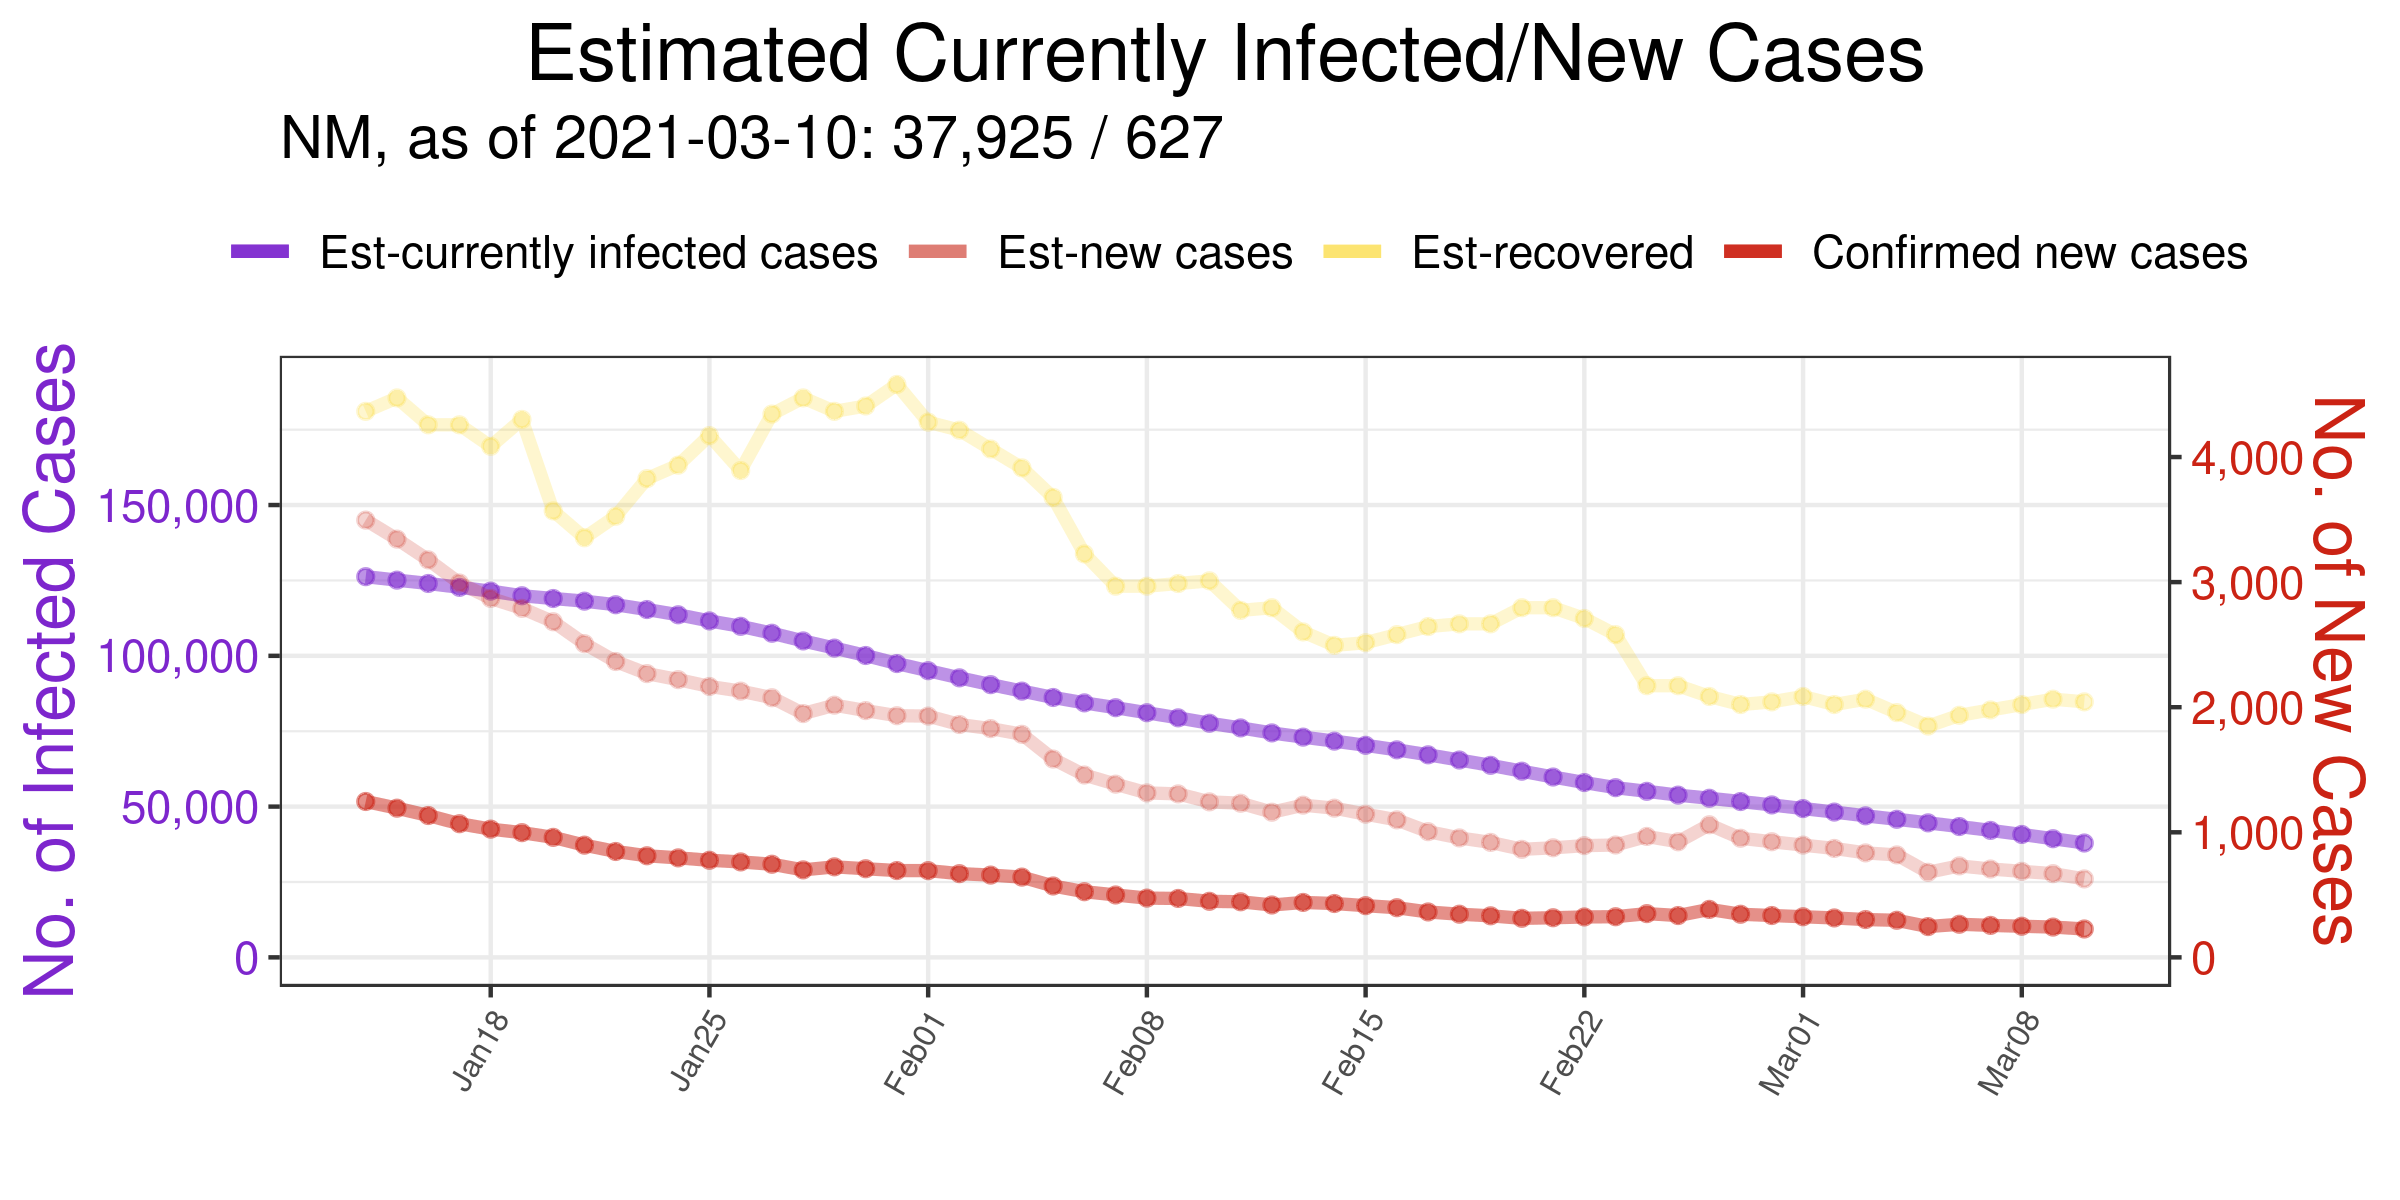 Estimated Currently Infected/New Cases
NM, as of 2021-03-10: 37,925 / 627
Est-currently infected cases Est-new cases Est-recovered Confirmed new cases
No. of Infected Cases
150,000
100,000
50,000
0
4,000
3,000
2,000
1,000
0
No. of New Cases
Jan18 Jan25 Feb01 Feb08 Feb15 Feb22 Mar01 Mar08